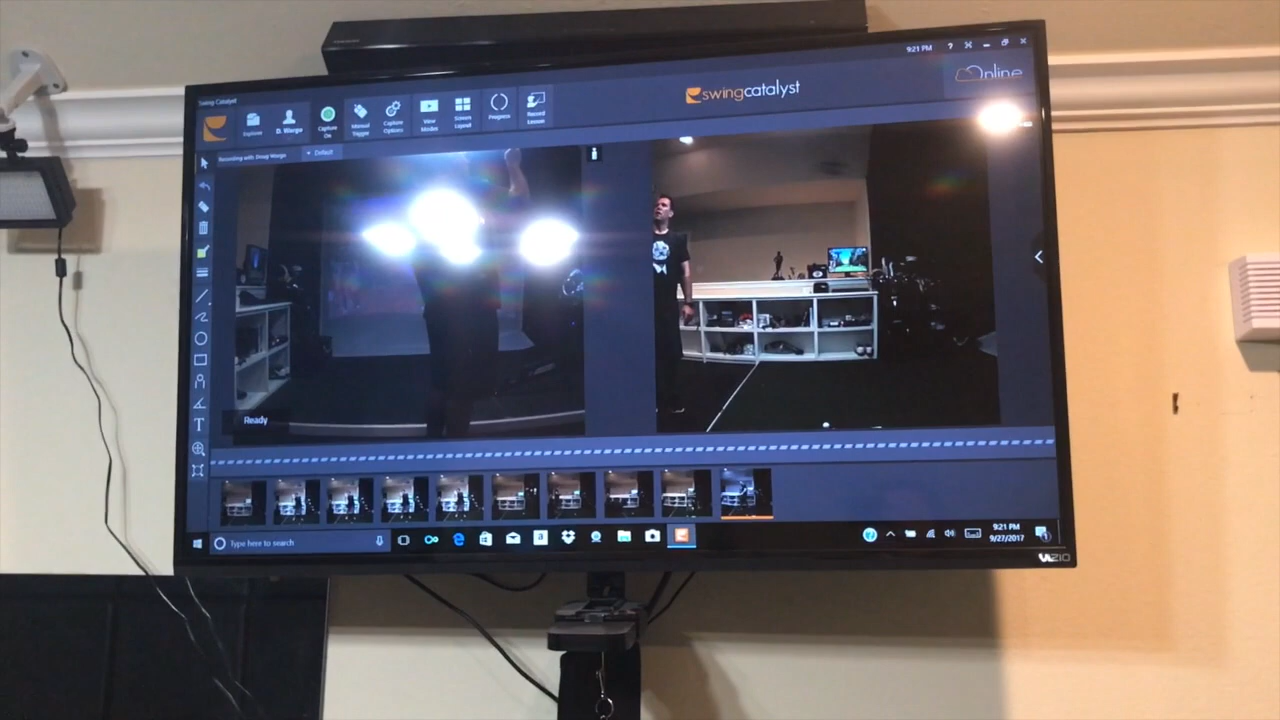 9:21 PM
?
Swing Catalyst
swingcatalyst
Online
Explorer
D. Wargo
Capture
On
Manual
Trigger
Capture
Options
View
Modes
Screen
Layout
Progress
Record
Lesson
Recording with Doug Wargo
Default
T
Ready
Type here to search
9:21 PM
9/27/2017
VIZIO